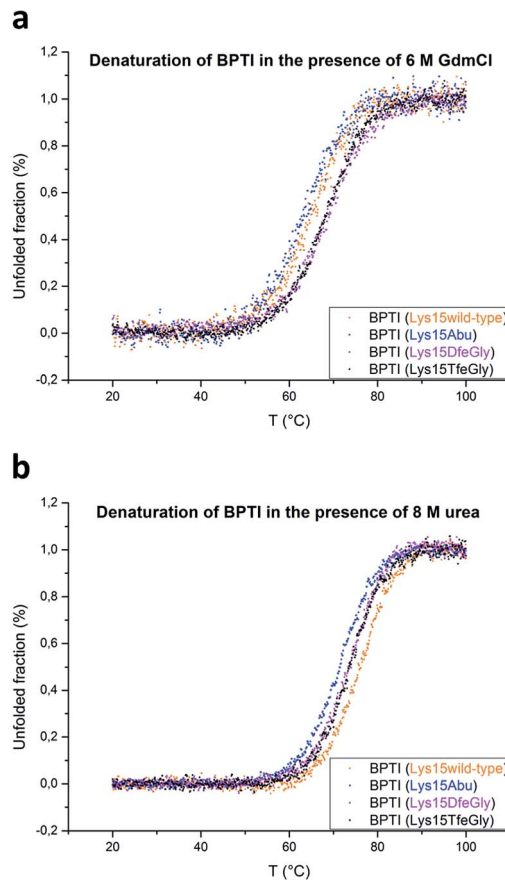 a
Denaturation of BPTI in the presence of 6 M GdmCl
1,2
1,0
0,8
0,6
0,4
0,2
0,0
-0,2
Unfolded fraction (%)
BPTI (Lys15wild-type)
BPTI (Lys15Abu)
BPTI (Lys15DfeGly)
BPTI (Lys15TfeGly)
20 40 60 80 100
T (°C)
b
Denaturation of BPTI in the presence of 8 M urea
1,2
1,0
0,8
0,6
0,4
0,2
0,0
-0,2
Unfolded fraction (%)
BPTI (Lys15wild-type)
BPTI (Lys15Abu)
BPTI (Lys15DfeGly)
BPTI (Lys15TfeGly)
20 40 60 80 100
T (°C)